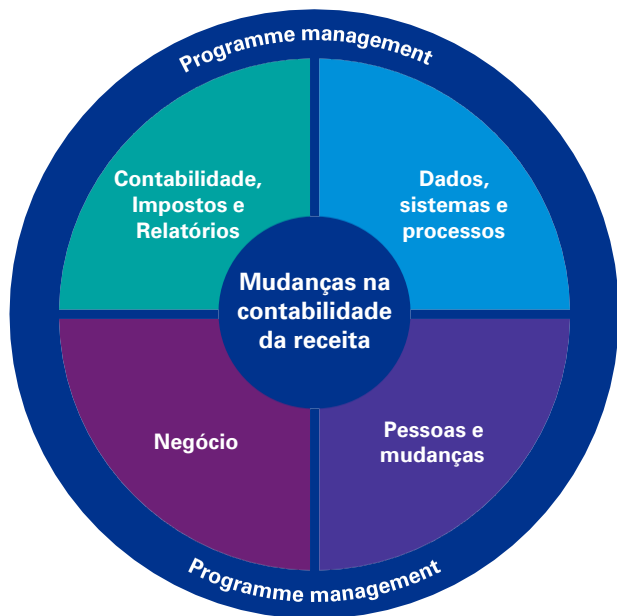 Programme management
Contabilidade,
Impostos e
Relatórios
Dados,
sistemas e
processos
Mudanças na
contabilidade
da receita
Negócio
Pessoas e
mudanças
Programme management